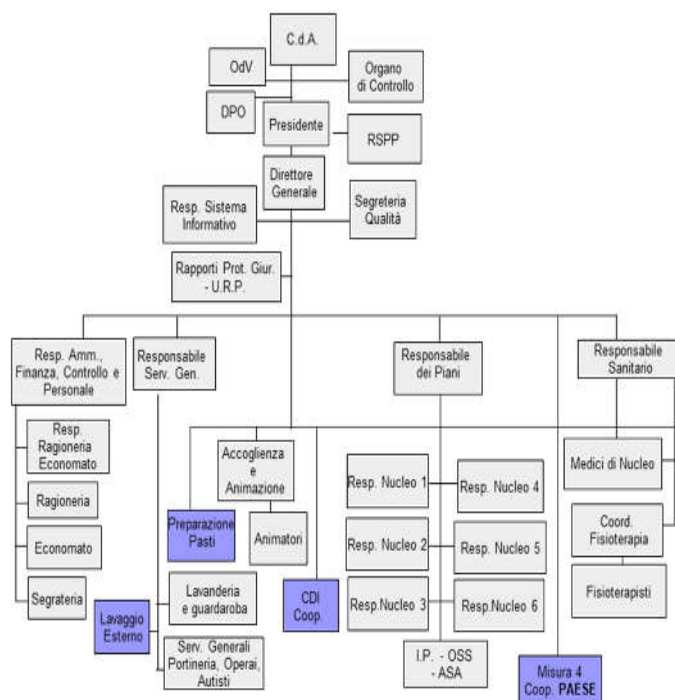 C.d.A.
OdV
Organo
di Controllo
DPO
Presidente
RSPP
Direttore
Generale
Resp. Sistema
Informativo
Segreteria
Qualità
Rapporti Prot. Giur.
- U.R.P.
Resp. Amm.,
Finanza, Controllo e
Personale
Responsabile
Serv. Gen.
Responsabile
dei Piani
Responsabile
Sanitario
Resp.
Ragioneria
Economato
Accoglienza
e
Animazione
Medici di Nucleo
Resp. Nucleo 1
Resp. Nucleo 4
Ragioneria
Preparazione
Pasti
Animatori
Coord.
Fisioterapia
Economato
Resp. Nucleo 2
Resp. Nucleo 5
Segrateria
Lavanderia
e guardaroba
CDI
Coop.
Resp.Nucleo 3
Resp.Nucleo 6
Fisioterapisti
Lavaggio
Esterno
Serv. Generali
Portineria, Operai,
Autisti
I.P. - OSS
- ASA
Misura 4
Coop. PAESE